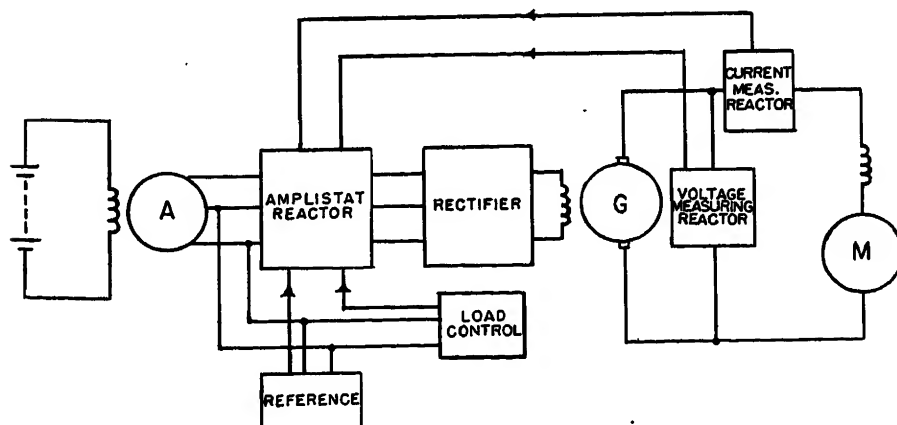 CURRENT
MEAS.
REACTOR
A
AMPLISTAT
REACTOR
RECTIFIER
G
VOLTAGE
MEASURING
REACTOR
M
LOAD
CONTROL
REFERENCE